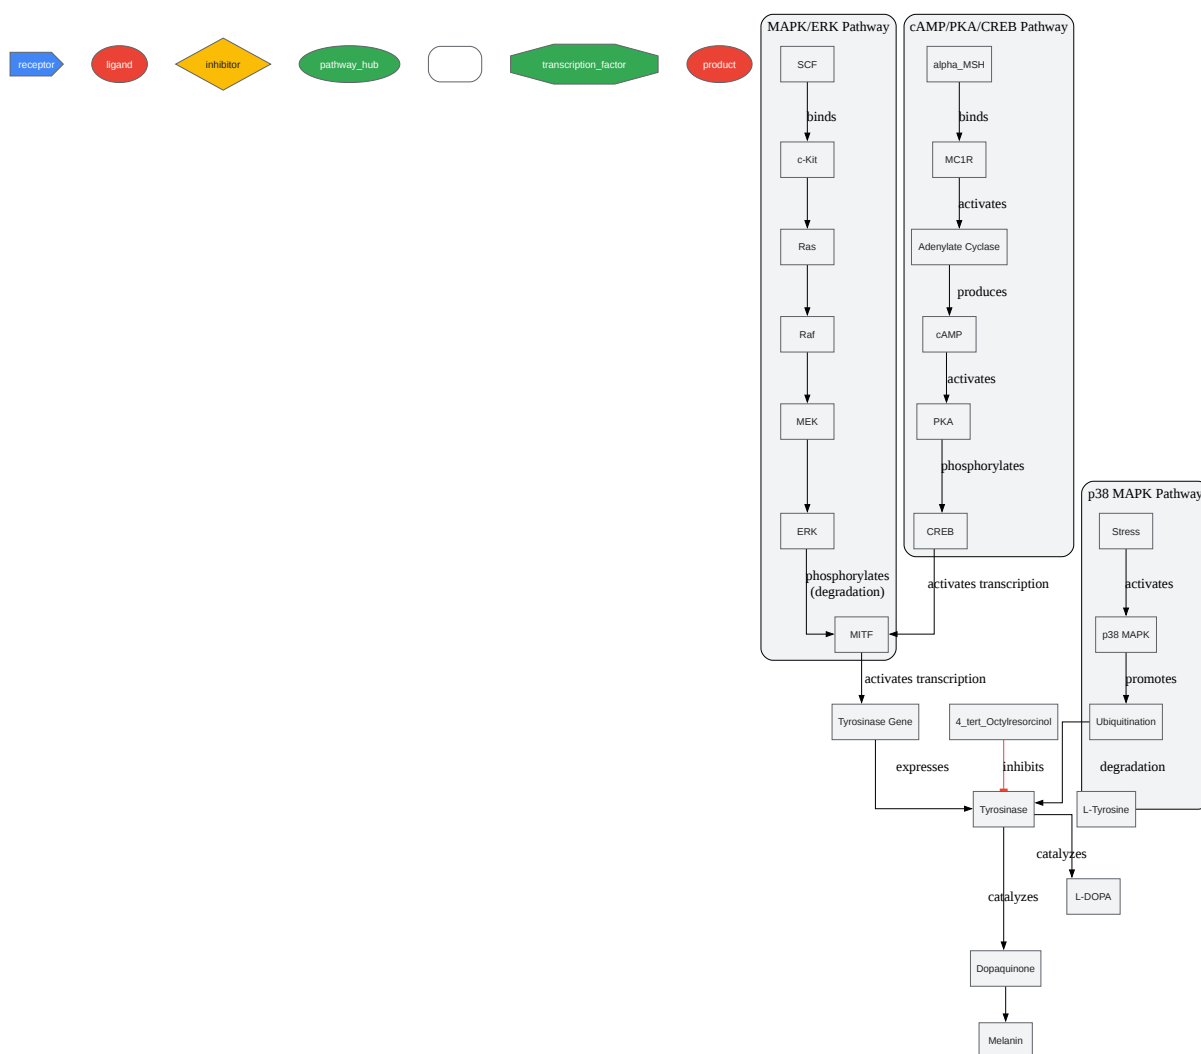 MAPK/ERK Pathway
cAMP/PKA/CREB Pathway
receptor
ligand
inhibitor
pathway_hub
transcription_factor
product
SCF
alpha_MSH
binds
binds
c-Kit
MC1R
activates
Ras
Adenylate Cyclase
produces
Raf
cAMP
activates
MEK
PKA
phosphorylates
p38 MAPK Pathway
ERK
CREB
Stress
phosphorylates
(degradation)
activates transcription
activates
MITF
p38 MAPK
activates transcription
promotes
Tyrosinase Gene
4_tert_Octylresorcinol
Ubiquitination
expresses
inhibits
degradation
Tyrosinase
L-Tyrosine
catalyzes
catalyzes
L-DOPA
Dopaquinone
Melanin